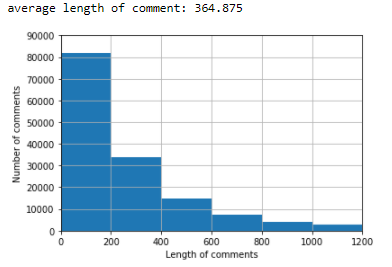 average length of comment: 364.875
90000
80000
70000
60000
50000
40000
30000
20000
10000
0
Number of comments
0 200 400 600 800 1000 1200
Length of comments